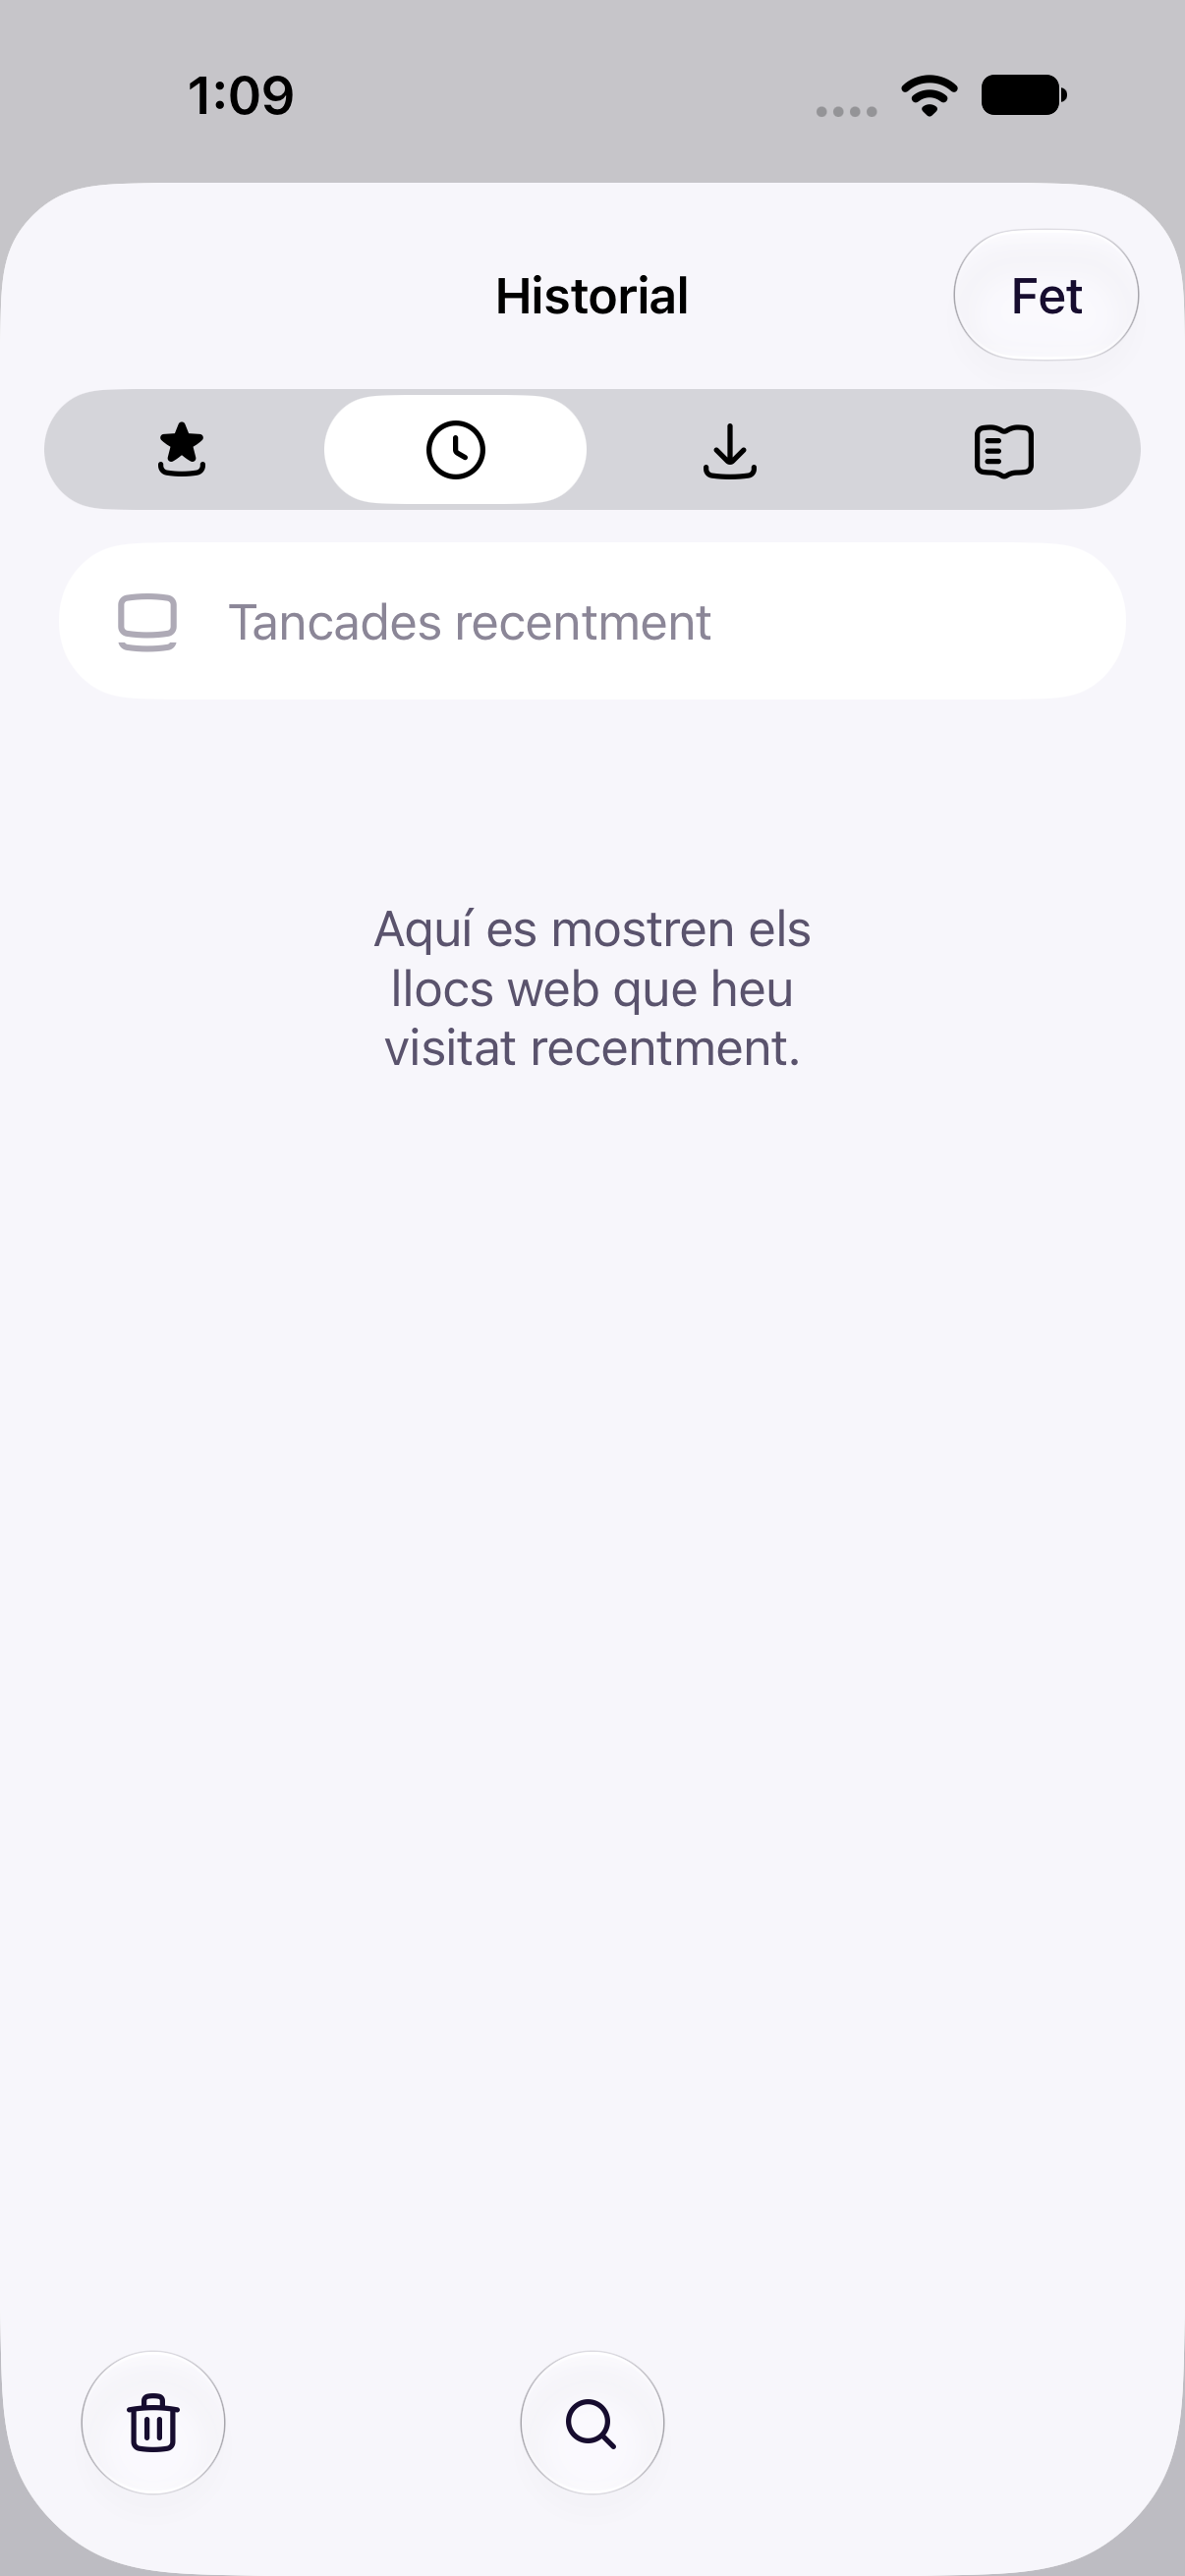 1:09
Historial
Fet
Tancades recentment
Aquí es mostren els
llocs web que heu
visitat recentment.